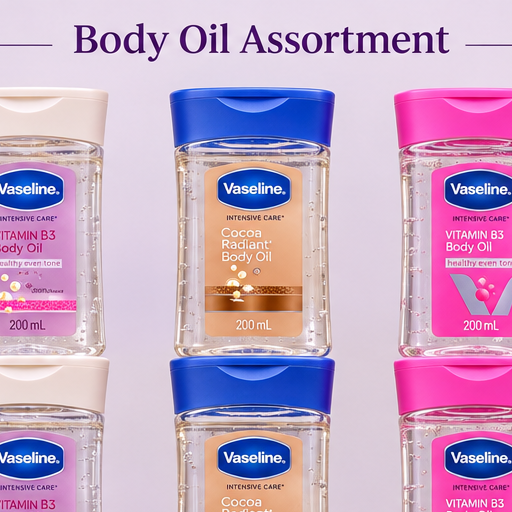 Body Oil Assortment
Vaseline.
INTENSIVE CARE
VITAMIN B3
Body Oil
healthy even tone
200 mL
Vaseline.
INTENSIVE CARE
Cocoa
Radiant
Body Oil
200 mL
Vaseline.
INTENSIVE CARE
VITAMIN B3
Body Oil
healthy even tone
200 mL
Vaseline.
INTENSIVE CARE
VITAMIN B3
Vaseline.
INTENSIVE CARE
Cocoa
Radiant
Vaseline.
INTENSIVE CARE
VITAMIN B3